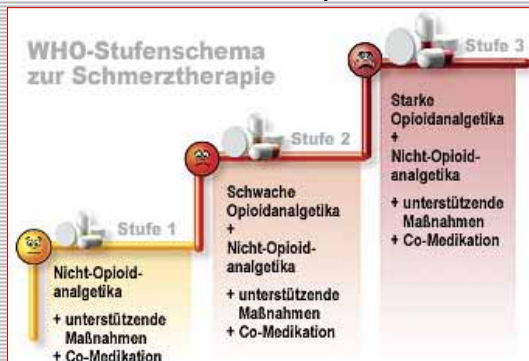 WHO-Stufenschema
zur Schmerztherapie
Stufe 1
Nicht-Opioid-
analgetika
+ unterstützende
Maßnahmen
+ Co-Medikation
Stufe 2
Schwache
Opioidanalgetika
+
Nicht-Opioid-
analgetika
+ unterstützende
Maßnahmen
+ Co-Medikation
Stufe 3
Starke
Opioidanalgetika
+
Nicht-Opioid-
analgetika
+ unterstützende
Maßnahmen
+ Co-Medikation